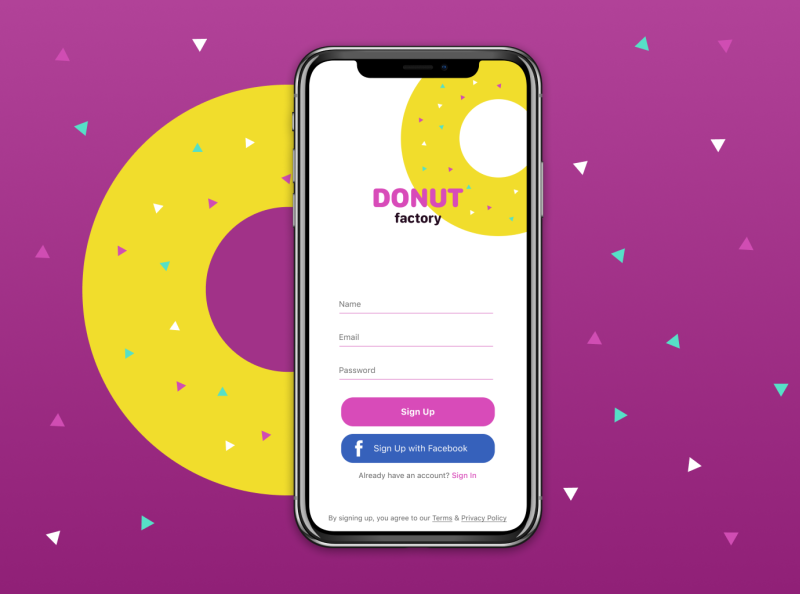 DONUT
factory
Name
Email
Password
Sign Up
f Sign Up with Facebook
Already have an account? Sign In
By signing up, you agree to our Terms & Privacy Policy